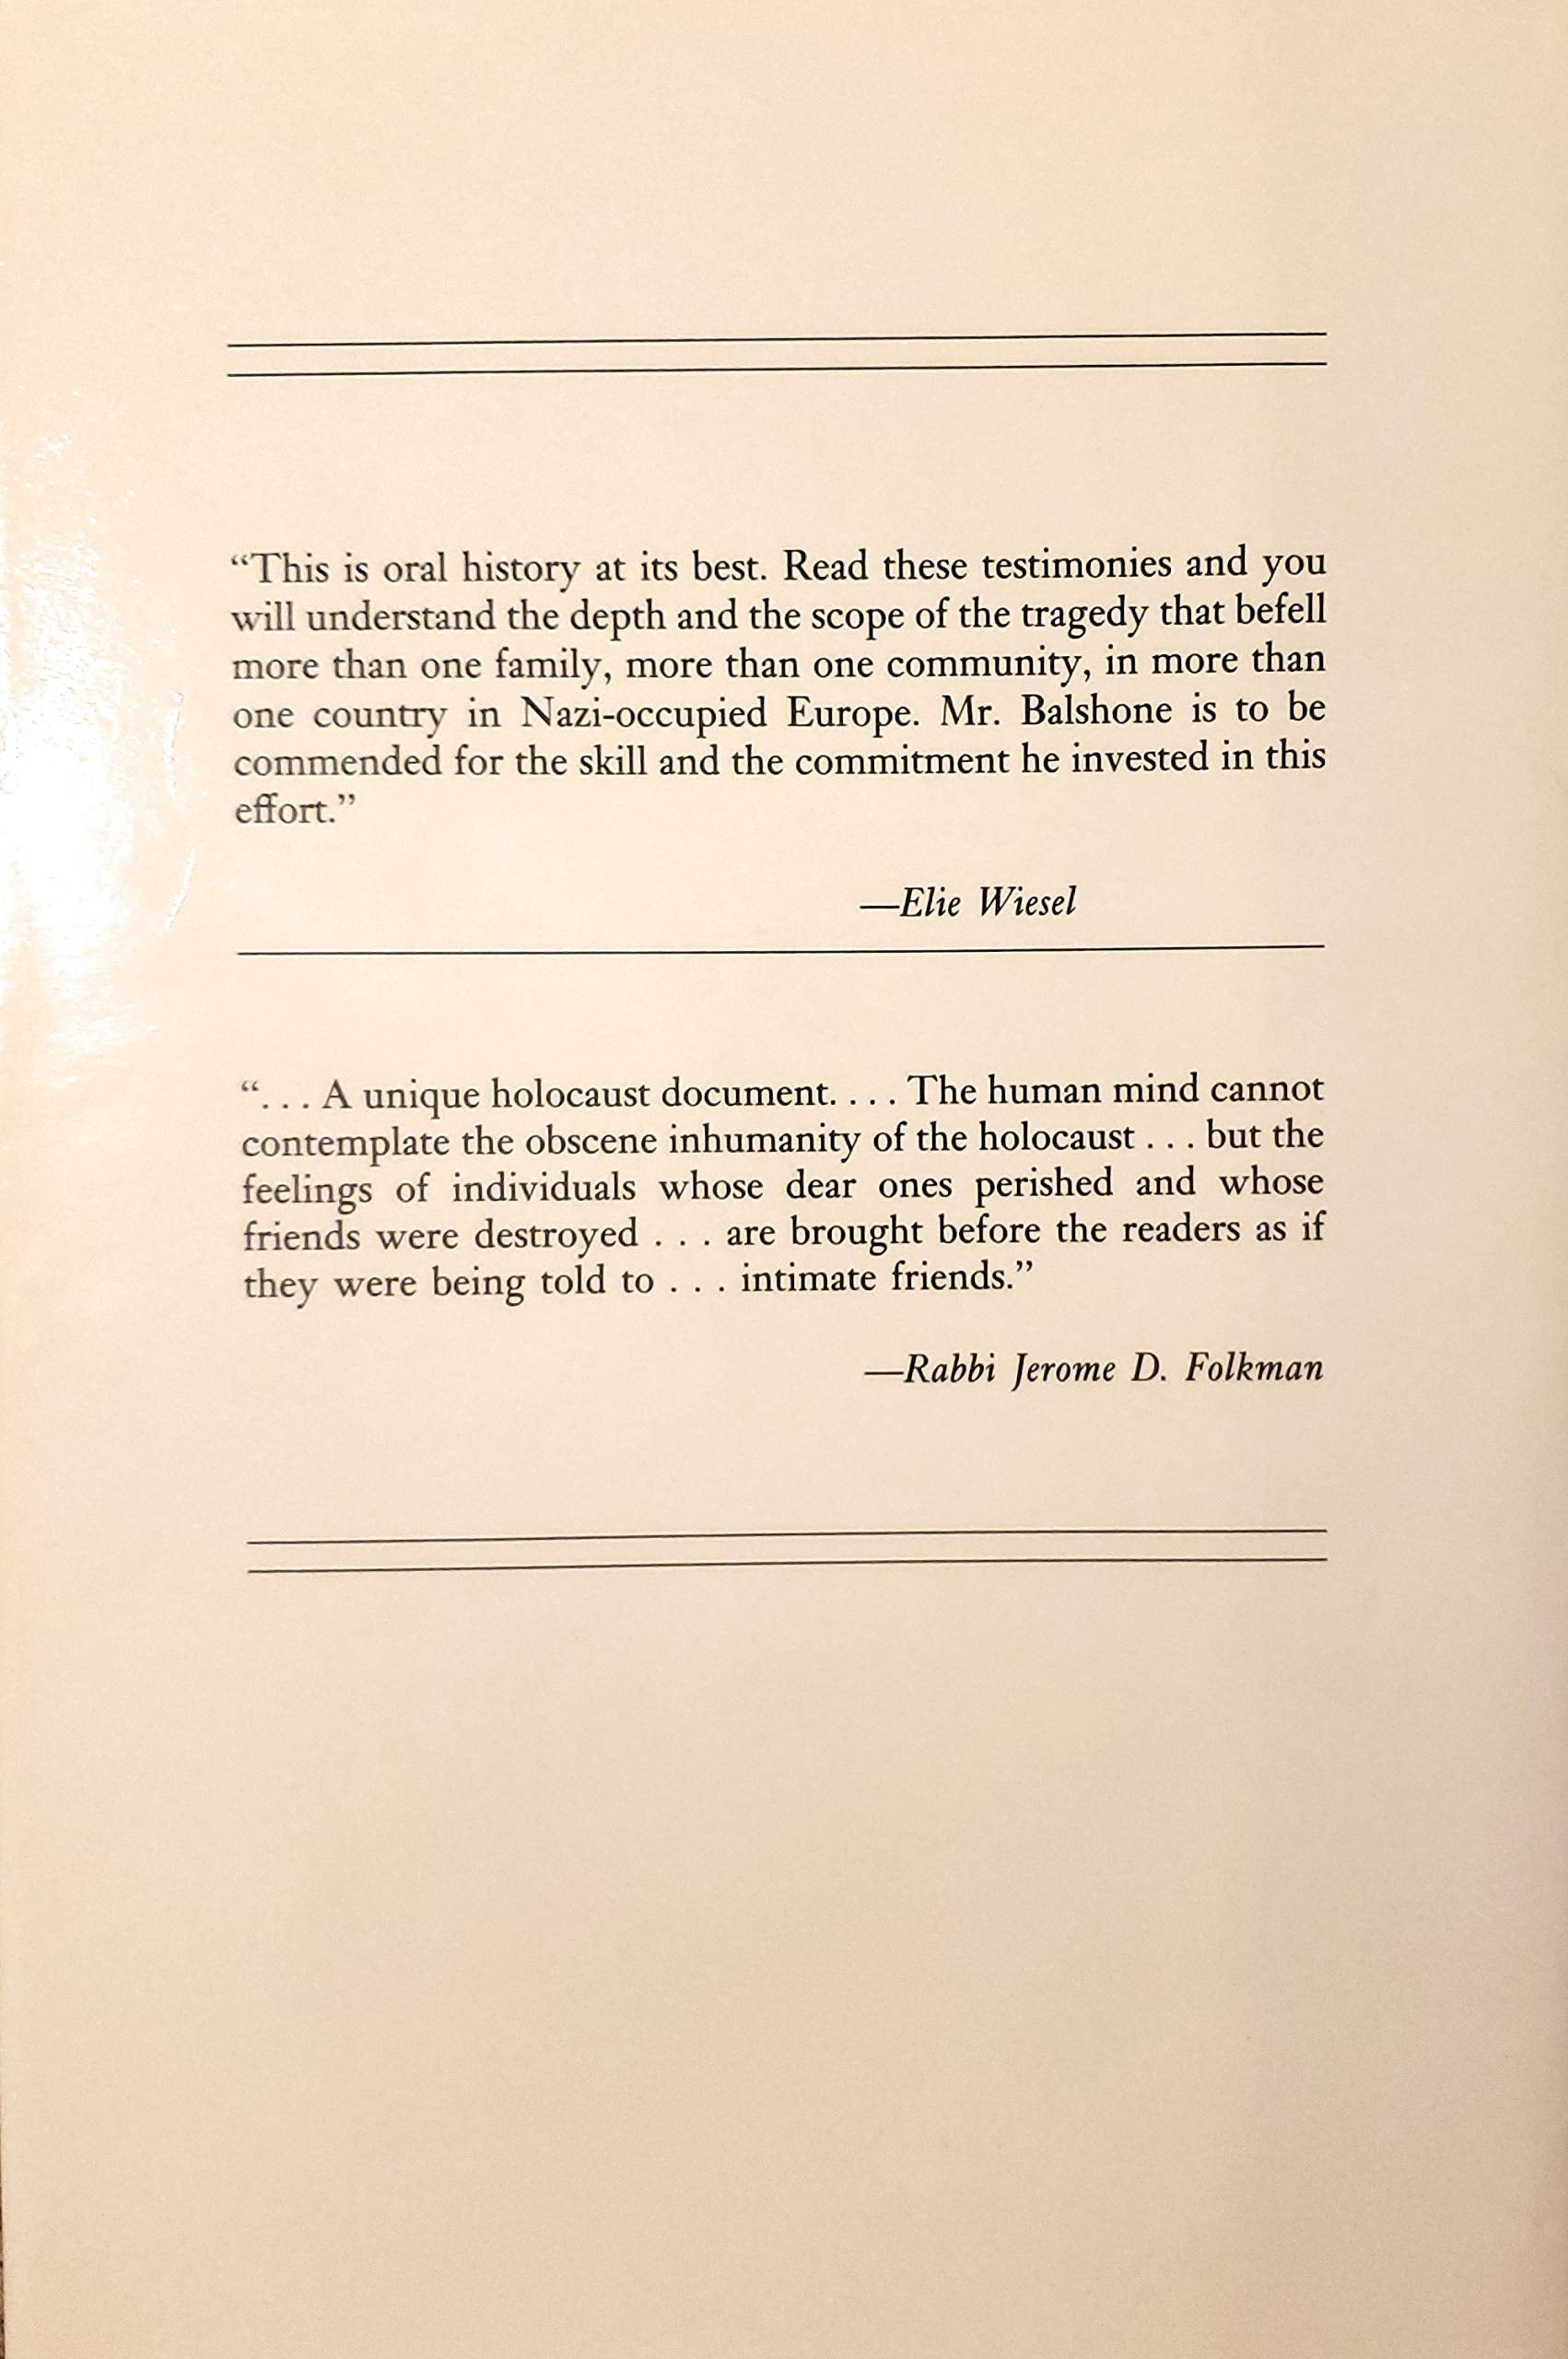 “This is oral history at its best. Read these testimonies and you
will understand the depth and the scope of the tragedy that befell
more than one family, more than one community, in more than
one country in Nazi-occupied Europe. Mr. Balshone is to be
commended for the skill and the commitment he invested in this
effort.”
—Elie Wiesel
“. . . A unique holocaust document. . . . The human mind cannot
contemplate the obscene inhumanity of the holocaust . . . but the
feelings of individuals whose dear ones perished and whose
friends were destroyed . . . are brought before the readers as if
they were being told to . . . intimate friends.”
—Rabbi Jerome D. Folkman